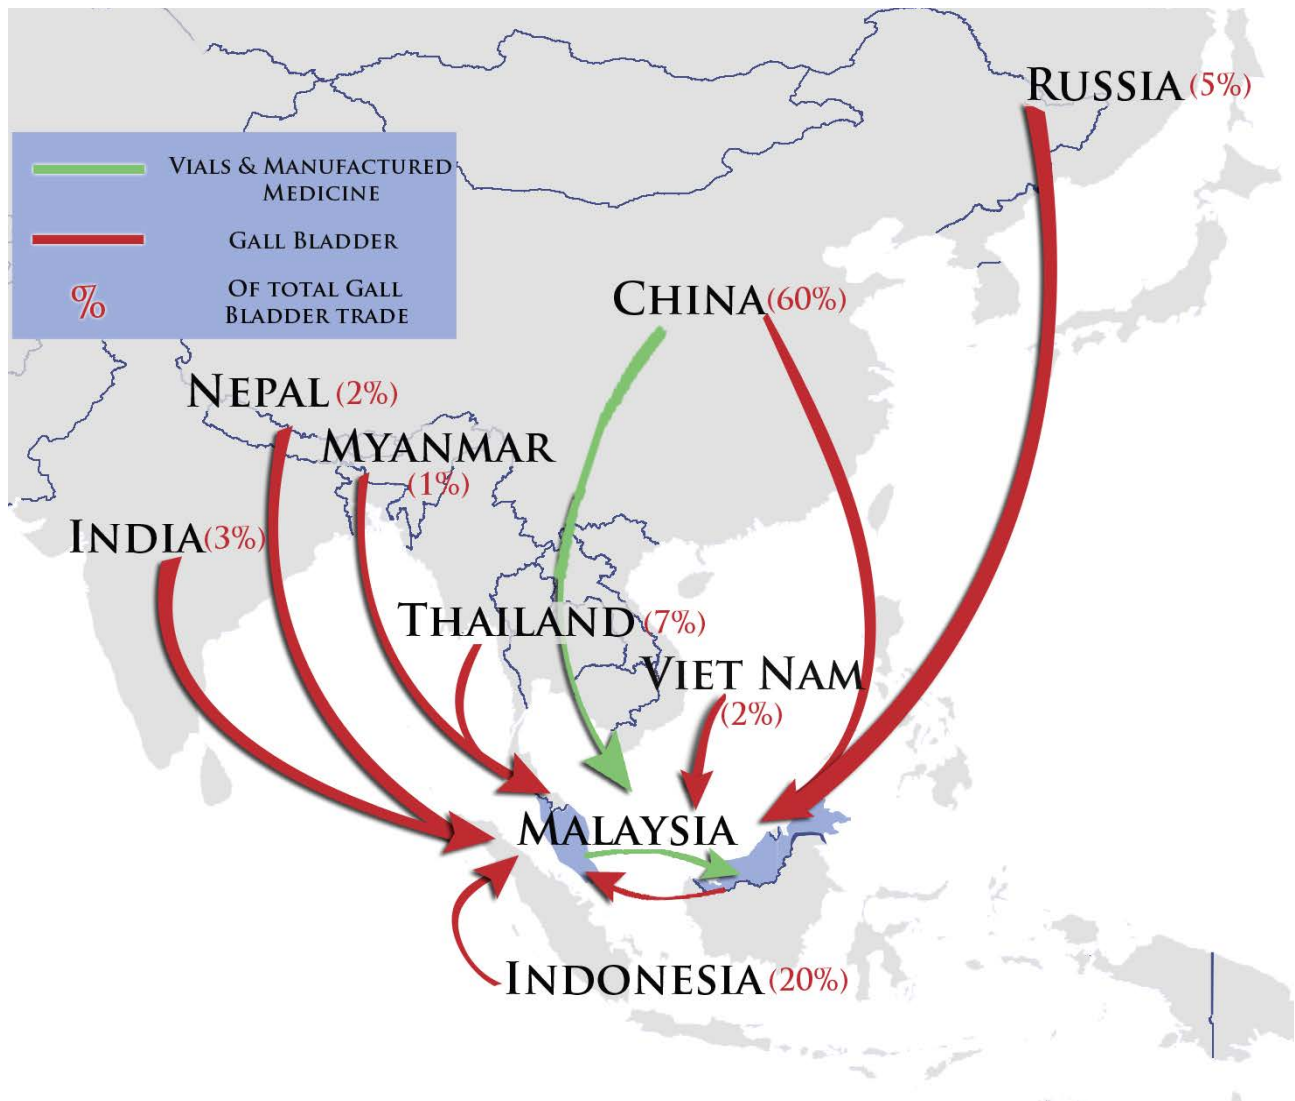 Russia (5%)
Vials & Manufactured
Medicine
Gall Bladder
% Of total Gall
Bladder trade
China (60%)
Nepal (2%)
Myanmar
(1%)
India (3%)
Thailand (7%)
Viet Nam
(2%)
Malaysia
Indonesia (20%)